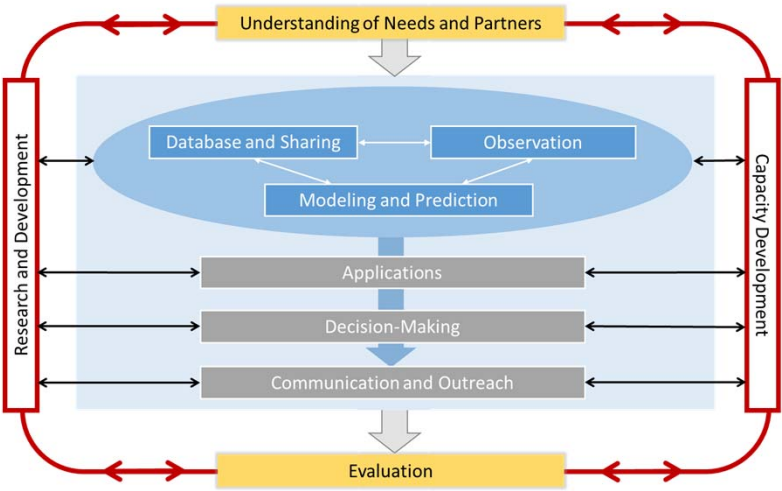 Understanding of Needs and Partners
Research and Development
Database and Sharing
Observation
Modeling and Prediction
Capacity Development
Applications
Decision-Making
Communication and Outreach
Evaluation